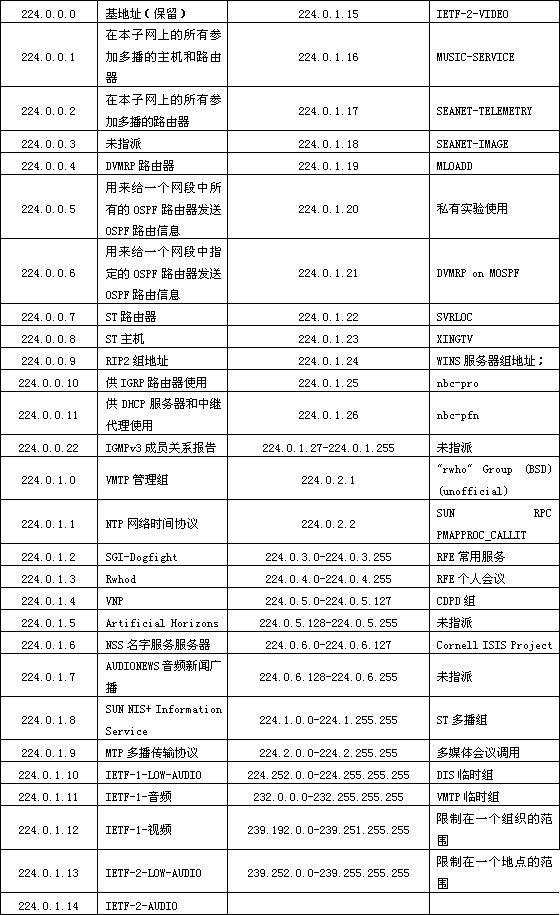 224.0.0.0 基地址（保留） 224.0.1.15 IETF-2-VIDEO
224.0.0.1 在本子网上的所有参 224.0.1.16 MUSIC-SERVICE
加多播的主机和路由
器
224.0.0.2 在本子网上的所有参 224.0.1.17 SEANET-TELEMETRY
加多播的路由器
224.0.0.3 未指派 224.0.1.18 SEANET-IMAGE
224.0.0.4 DVMRP 路由器 224.0.1.19 MLOADD
224.0.0.5 用来给一个网段中所 224.0.1.20 私有实验使用
有的 OSPF 路由器发送
OSPF 路由信息
224.0.0.6 用来给一个网段中指 224.0.1.21 DVMRP on MOSPF
定的 OSPF 路由器发送
OSPF 路由信息
224.0.0.7 ST 路由器 224.0.1.22 SVRLOC
224.0.0.8 ST 主机 224.0.1.23 XINGTV
224.0.0.9 RIP2 组地址 224.0.1.24 WINS 服务器组地址；
224.0.0.10 供 IGRP 路由器使用 224.0.1.25 nbc-pro
224.0.0.11 供 DHCP 服务器和中继 224.0.1.26 nbc-pfn
代理使用
224.0.0.22 IGMPv3 成员关系报告 224.0.1.27-224.0.1.255 未指派
224.0.1.0 VMTP 管理组 224.0.2.1 "rwho" Group (BSD)
(unofficial)
224.0.1.1 NTP 网络时间协议 224.0.2.2 SUN RPC
PMAPPROC_CALLIT
224.0.1.2 SGI-Dogfight 224.0.3.0-224.0.3.255 RFE 常用服务
224.0.1.3 Rwhod 224.0.4.0-224.0.4.255 RFE 个人会议
224.0.1.4 VNP 224.0.5.0-224.0.5.127 CDPD 组
224.0.1.5 Artificial Horizons 224.0.5.128-224.0.5.255 未指派
224.0.1.6 NSS 名字服务服务器 224.0.6.0-224.0.6.127 Cornell ISIS Project
224.0.1.7 AUDIONEWS 音频新闻广 224.0.6.128-224.0.6.255 未指派
播
224.0.1.8 SUN NIS+ Information 224.1.0.0-224.1.255.255 ST 多播组
Service
224.0.1.9 MTP 多播传输协议 224.2.0.0-224.2.255.255 多媒体会议调用
224.0.1.10 IETF-1-LOW-AUDIO 224.252.0.0-224.255.255.255 DIS 临时组
224.0.1.11 IETF-1-音频 232.0.0.0-232.255.255.255 VMTP 临时组
224.0.1.12 IETF-1-视频 239.192.0.0-239.251.255.255 限制在一个组织的范
围
224.0.1.13 IETF-2-LOW-AUDIO 239.252.0.0-239.255.255.255 限制在一个地点的范
围
224.0.1.14 IETF-2-AUDIO